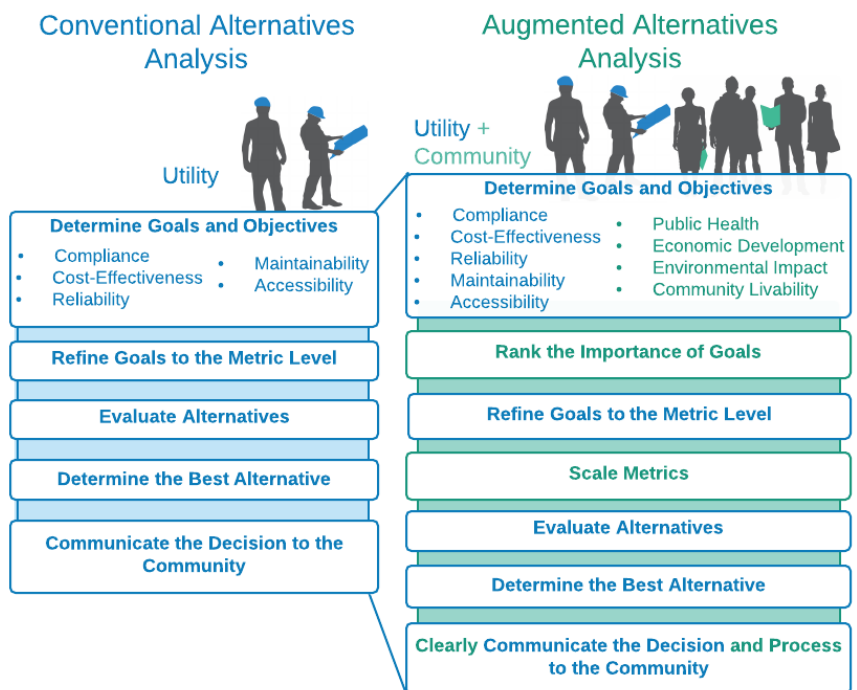 Conventional Alternatives
Analysis
Utility
Determine Goals and Objectives
• Compliance
• Cost-Effectiveness
• Reliability
• Maintainability
• Accessibility
Refine Goals to the Metric Level
Evaluate Alternatives
Determine the Best Alternative
Communicate the Decision to the
Community
Augmented Alternatives
Analysis
Utility +
Community
Determine Goals and Objectives
• Compliance
• Cost-Effectiveness
• Reliability
• Maintainability
• Accessibility
• Public Health
• Economic Development
• Environmental Impact
• Community Livability
Rank the Importance of Goals
Refine Goals to the Metric Level
Scale Metrics
Evaluate Alternatives
Determine the Best Alternative
Clearly Communicate the Decision and Process
to the Community